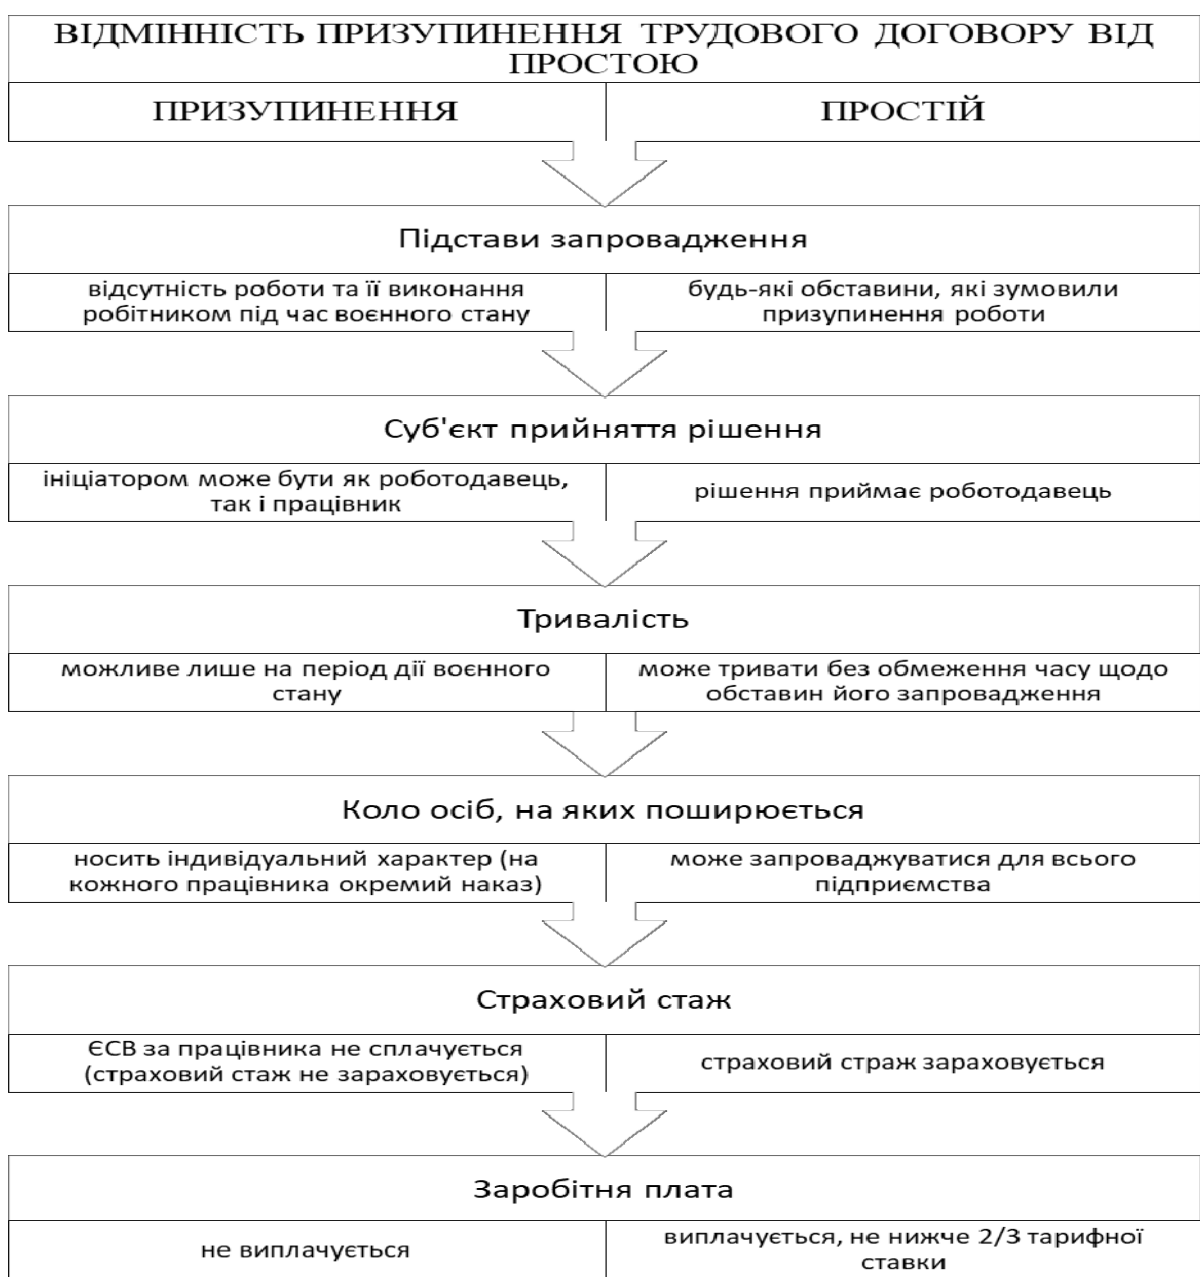 ВІДМІННІСТЬ ПРИЗУПИНЕННЯ ТРУДОВОГО ДОГОВОРУ ВІД
ПРОСТОЮ
ПРИЗУПИНЕННЯ
ПРОСТІЙ
Підстави запровадження
відсутність роботи та її виконання
робітником під час воєнного стану
будь-які обставини, які зумовили
призупинення роботи
Суб'єкт прийняття рішення
ініціатором може бути як роботодавець,
так і працівник
рішення приймає роботодавець
Тривалість
можливе лише на період дії воєнного
стану
може тривати без обмеження часу щодо
обставин його запровадження
Коло осіб, на яких поширюється
носить індивідуальний характер (на
кожного працівника окремий наказ)
може запроваджуватися для всього
підприємства
Страховий стаж
ЄСВ за працівника не сплачується
(страховий стаж не зараховується)
страховий страж зараховується
Заробітня плата
не виплачується
виплачується, не нижче 2/3 тарифної
ставки